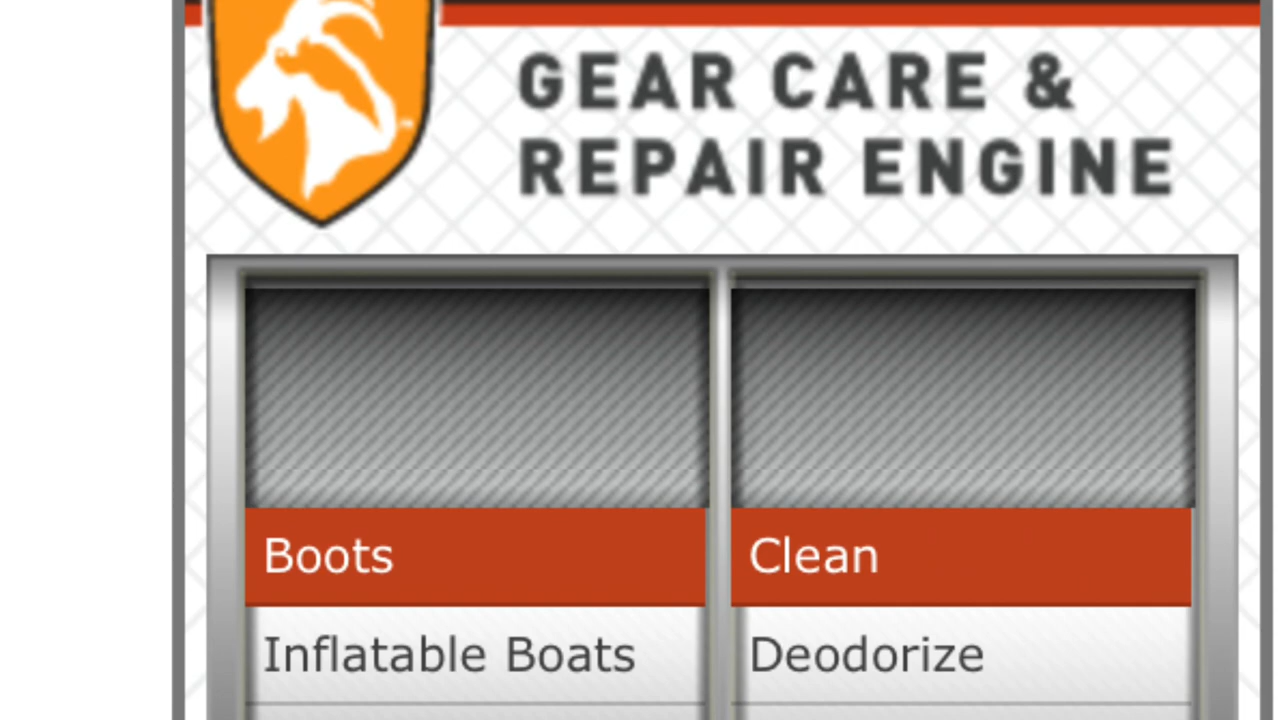 GEAR CARE &
REPAIR ENGINE
Boots
Clean
Inflatable Boats
Deodorize